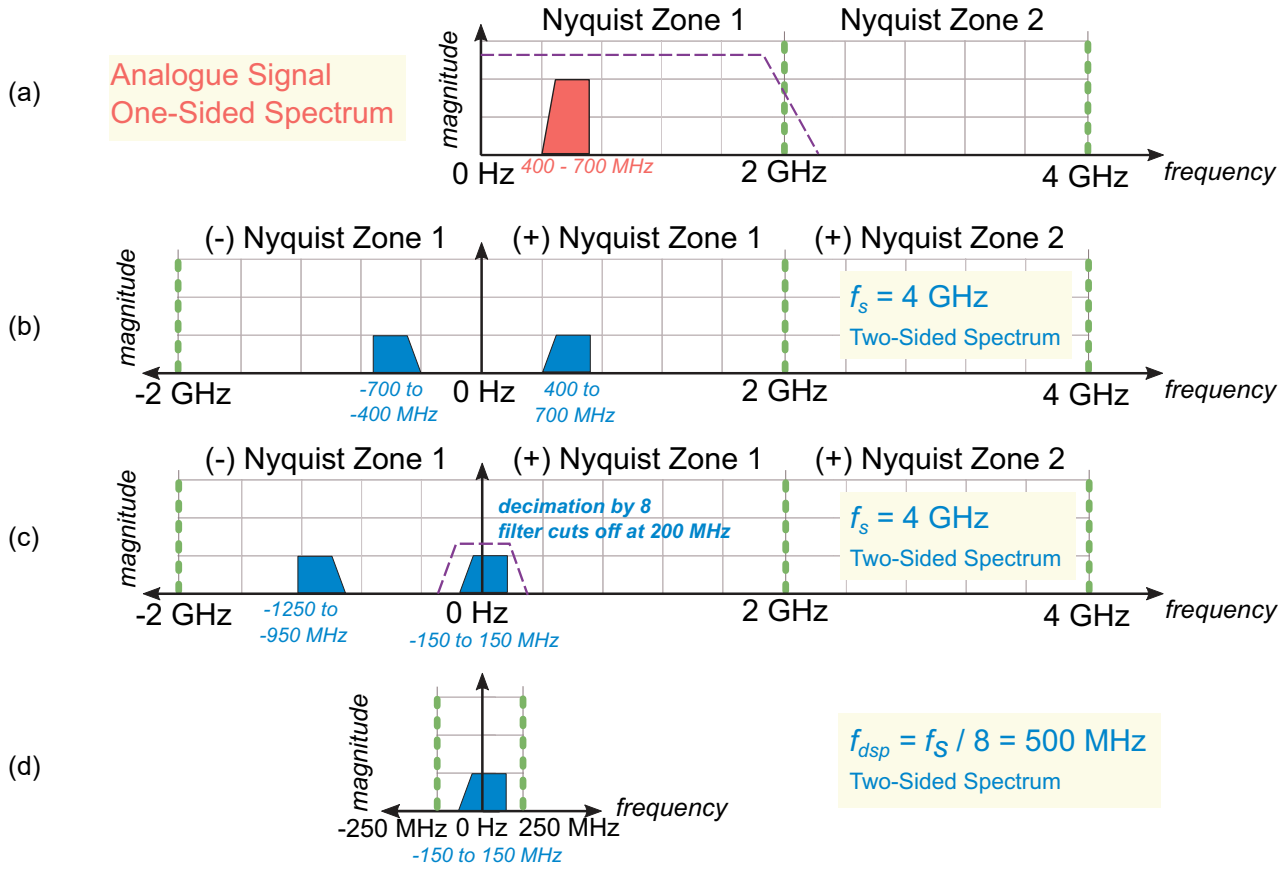 Nyquist Zone 1
Nyquist Zone 2
(a)
Analogue Signal
One-Sided Spectrum
magnitude
0 Hz
400 - 700 MHz
2 GHz
4 GHz
frequency
(-) Nyquist Zone 1
(+) Nyquist Zone 1
(+) Nyquist Zone 2
(b)
magnitude
fs = 4 GHz
Two-Sided Spectrum
-2 GHz
-700 to
-400 MHz
0 Hz
400 to
700 MHz
2 GHz
4 GHz
frequency
(-) Nyquist Zone 1
(+) Nyquist Zone 1
(+) Nyquist Zone 2
(c)
magnitude
decimation by 8
filter cuts off at 200 MHz
fs = 4 GHz
Two-Sided Spectrum
-2 GHz
-1250 to
-950 MHz
0 Hz
-150 to 150 MHz
2 GHz
4 GHz
frequency
(d)
magnitude
fdsp = fS / 8 = 500 MHz
Two-Sided Spectrum
frequency
-250 MHz
0 Hz
250 MHz
-150 to 150 MHz